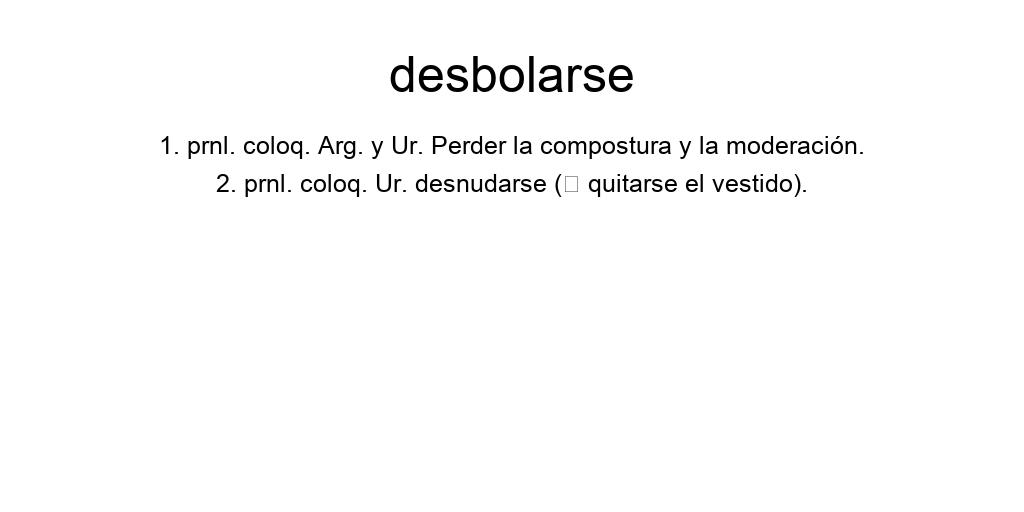 desbolarse
1. prnl. coloq. Arg. y Ur. Perder la compostura y la moderación.
2. prnl. coloq. Ur. desnudarse (□ quitarse el vestido).